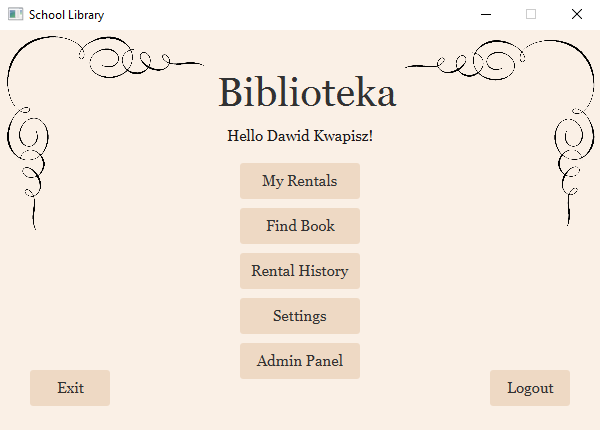 School Library
Biblioteka
Hello Dawid Kwapisz!
My Rentals
Find Book
Rental History
Settings
Admin Panel
Exit
Logout